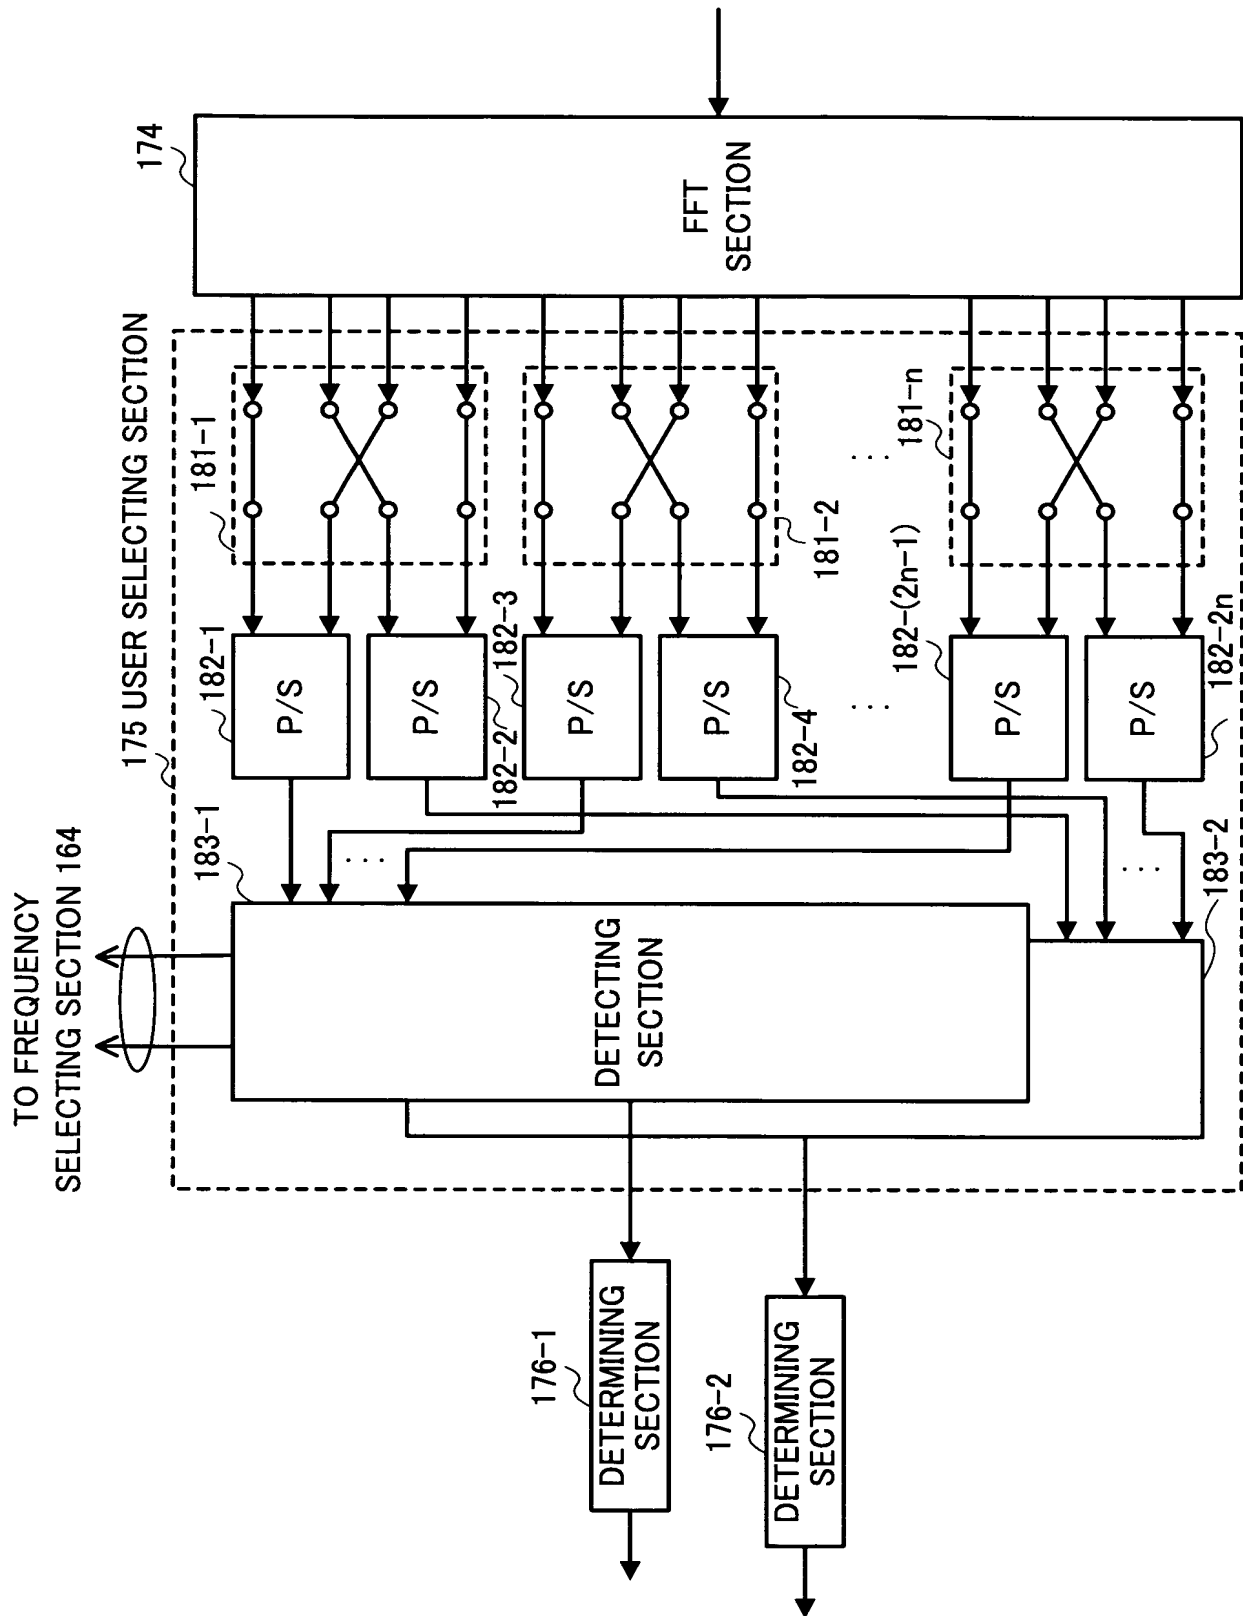 TO FREQUENCY
SELECTING SECTION 164
175 USER SELECTING SECTION
174
FFT
SECTION
181-1
181-2
181-n
. . .
182-1
P/S
182-2
P/S
182-3
P/S
182-4
P/S
. . .
182-(2n-1)
P/S
182-2n
P/S
183-1
. . .
DETECTING
SECTION
. . .
183-2
176-1
DETERMINING
SECTION
176-2
DETERMINING
SECTION